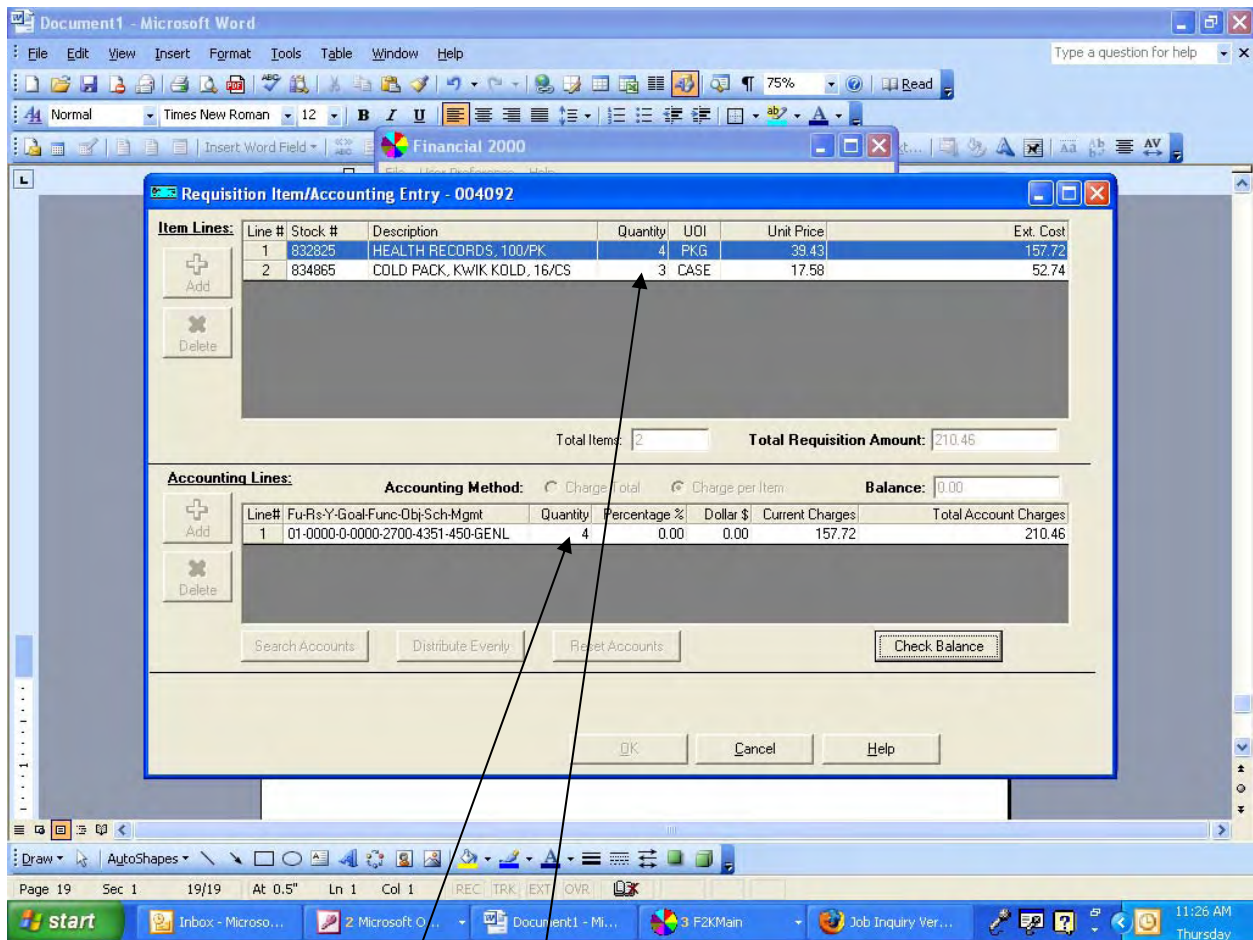 Document1 - Microsoft Word
File Edit View Insert Format Tools Table Window Help Type a question for help
75% Read
Normal Times New Roman 12 B I U
Insert Word Field
Financial 2000
Requisition Item/Accounting Entry - 004092
Item Lines:
Line # Stock # Description Quantity UOI Unit Price Ext. Cost
1 832825 HEALTH RECORDS, 100/PK 4 PKG 39.43 157.72
2 834865 COLD PACK, KWIK KOLD, 16/CS 3 CASE 17.58 52.74
Add
Delete
Total Items: 2 Total Requisition Amount: 210.46
Accounting Lines:
Accounting Method: Charge Total Charge per Item Balance: 0.00
Line# Fu-Rs-Y-Goal-Func-Obj-Sch-Mgmt Quantity Percentage % Dollar $ Current Charges Total Account Charges
1 01-0000-0-0000-2700-4351-450-GENL 4 0.00 0.00 157.72 210.46
Add
Delete
Search Accounts Distribute Evenly Reset Accounts Check Balance
OK Cancel Help
Draw AutoShapes
Page 19 Sec 1 19/19 At 0.5" Ln 1 Col 1 REC TRK EXT OVR
start Inbox - Microso... 2 Microsoft O... Document1 - Mi... 3 F2KMain Job Inquiry Ver... 11:26 AM
Thursday